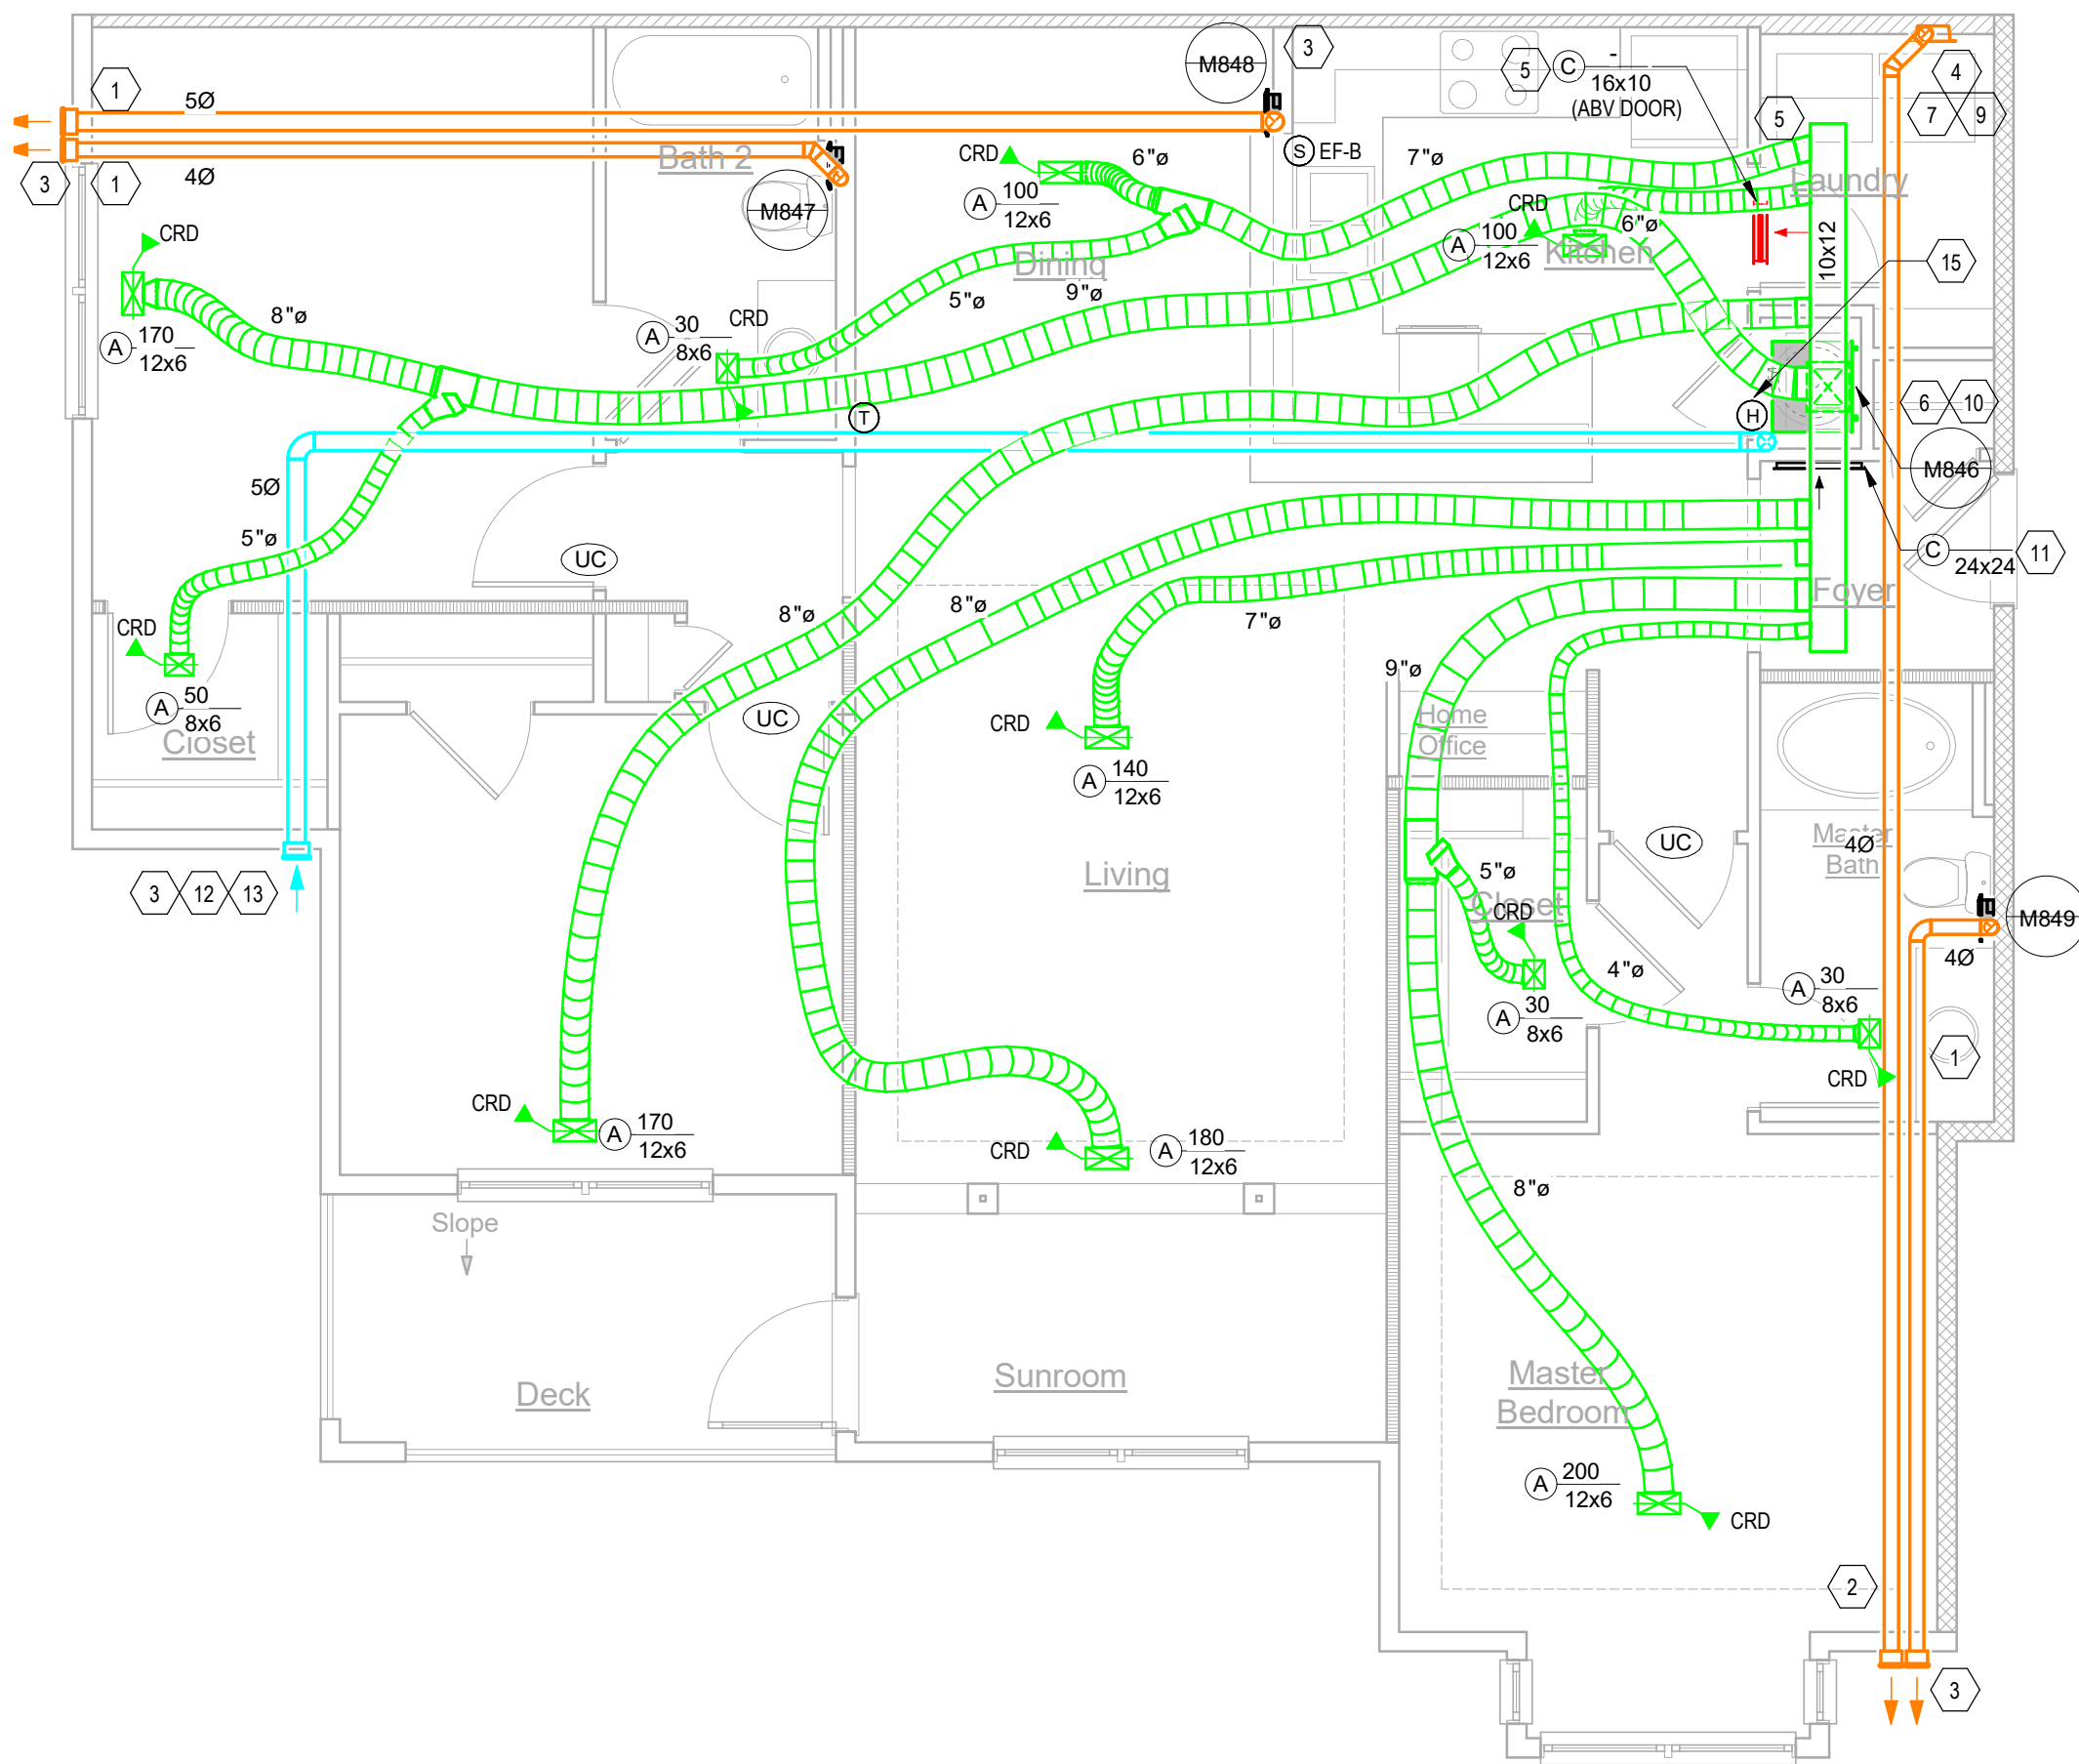 M848
3
5
C
-
16x10
(ABV DOOR)
4
7
9
1
5Ø
5
3
1
4Ø
Bath 2
M847
CRD
6"ø
A
100
12x6
S
EF-B
7"ø
Laundry
CRD
6"ø
A
100
12x6
Kitchen
10x12
15
CRD
A
170
12x6
8"ø
A
30
8x6
CRD
Dining
5"ø
9"ø
T
H
6
10
M846
C
24x24
11
5Ø
5"ø
UC
CRD
A
50
8x6
Closet
8"ø
8"ø
7"ø
Foyer
UC
9"ø
Home
Office
CRD
A
140
12x6
3
12
13
Living
UC
Master
Bath
4Ø
5"ø
Closet
CRD
M849
4Ø
4"ø
A
30
8x6
A
30
8x6
1
CRD
CRD
A
170
12x6
CRD
A
180
12x6
8"ø
Slope
Deck
Sunroom
Master
Bedroom
A
200
12x6
CRD
2
3